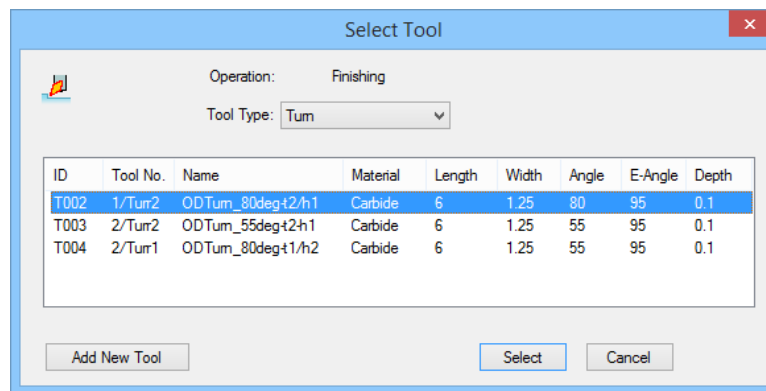 Select Tool
Operation: Finishing
Tool Type: Turn
ID Tool No. Name Material Length Width Angle E-Angle Depth
T002 1/Turr2 ODTurn_80deg-t2/h1 Carbide 6 1.25 80 95 0.1
T003 2/Turr2 ODTurn_55deg-t2-h1 Carbide 6 1.25 55 95 0.1
T004 2/Turr1 ODTurn_80deg-t1/h2 Carbide 6 1.25 55 95 0.1
Add New Tool Select Cancel